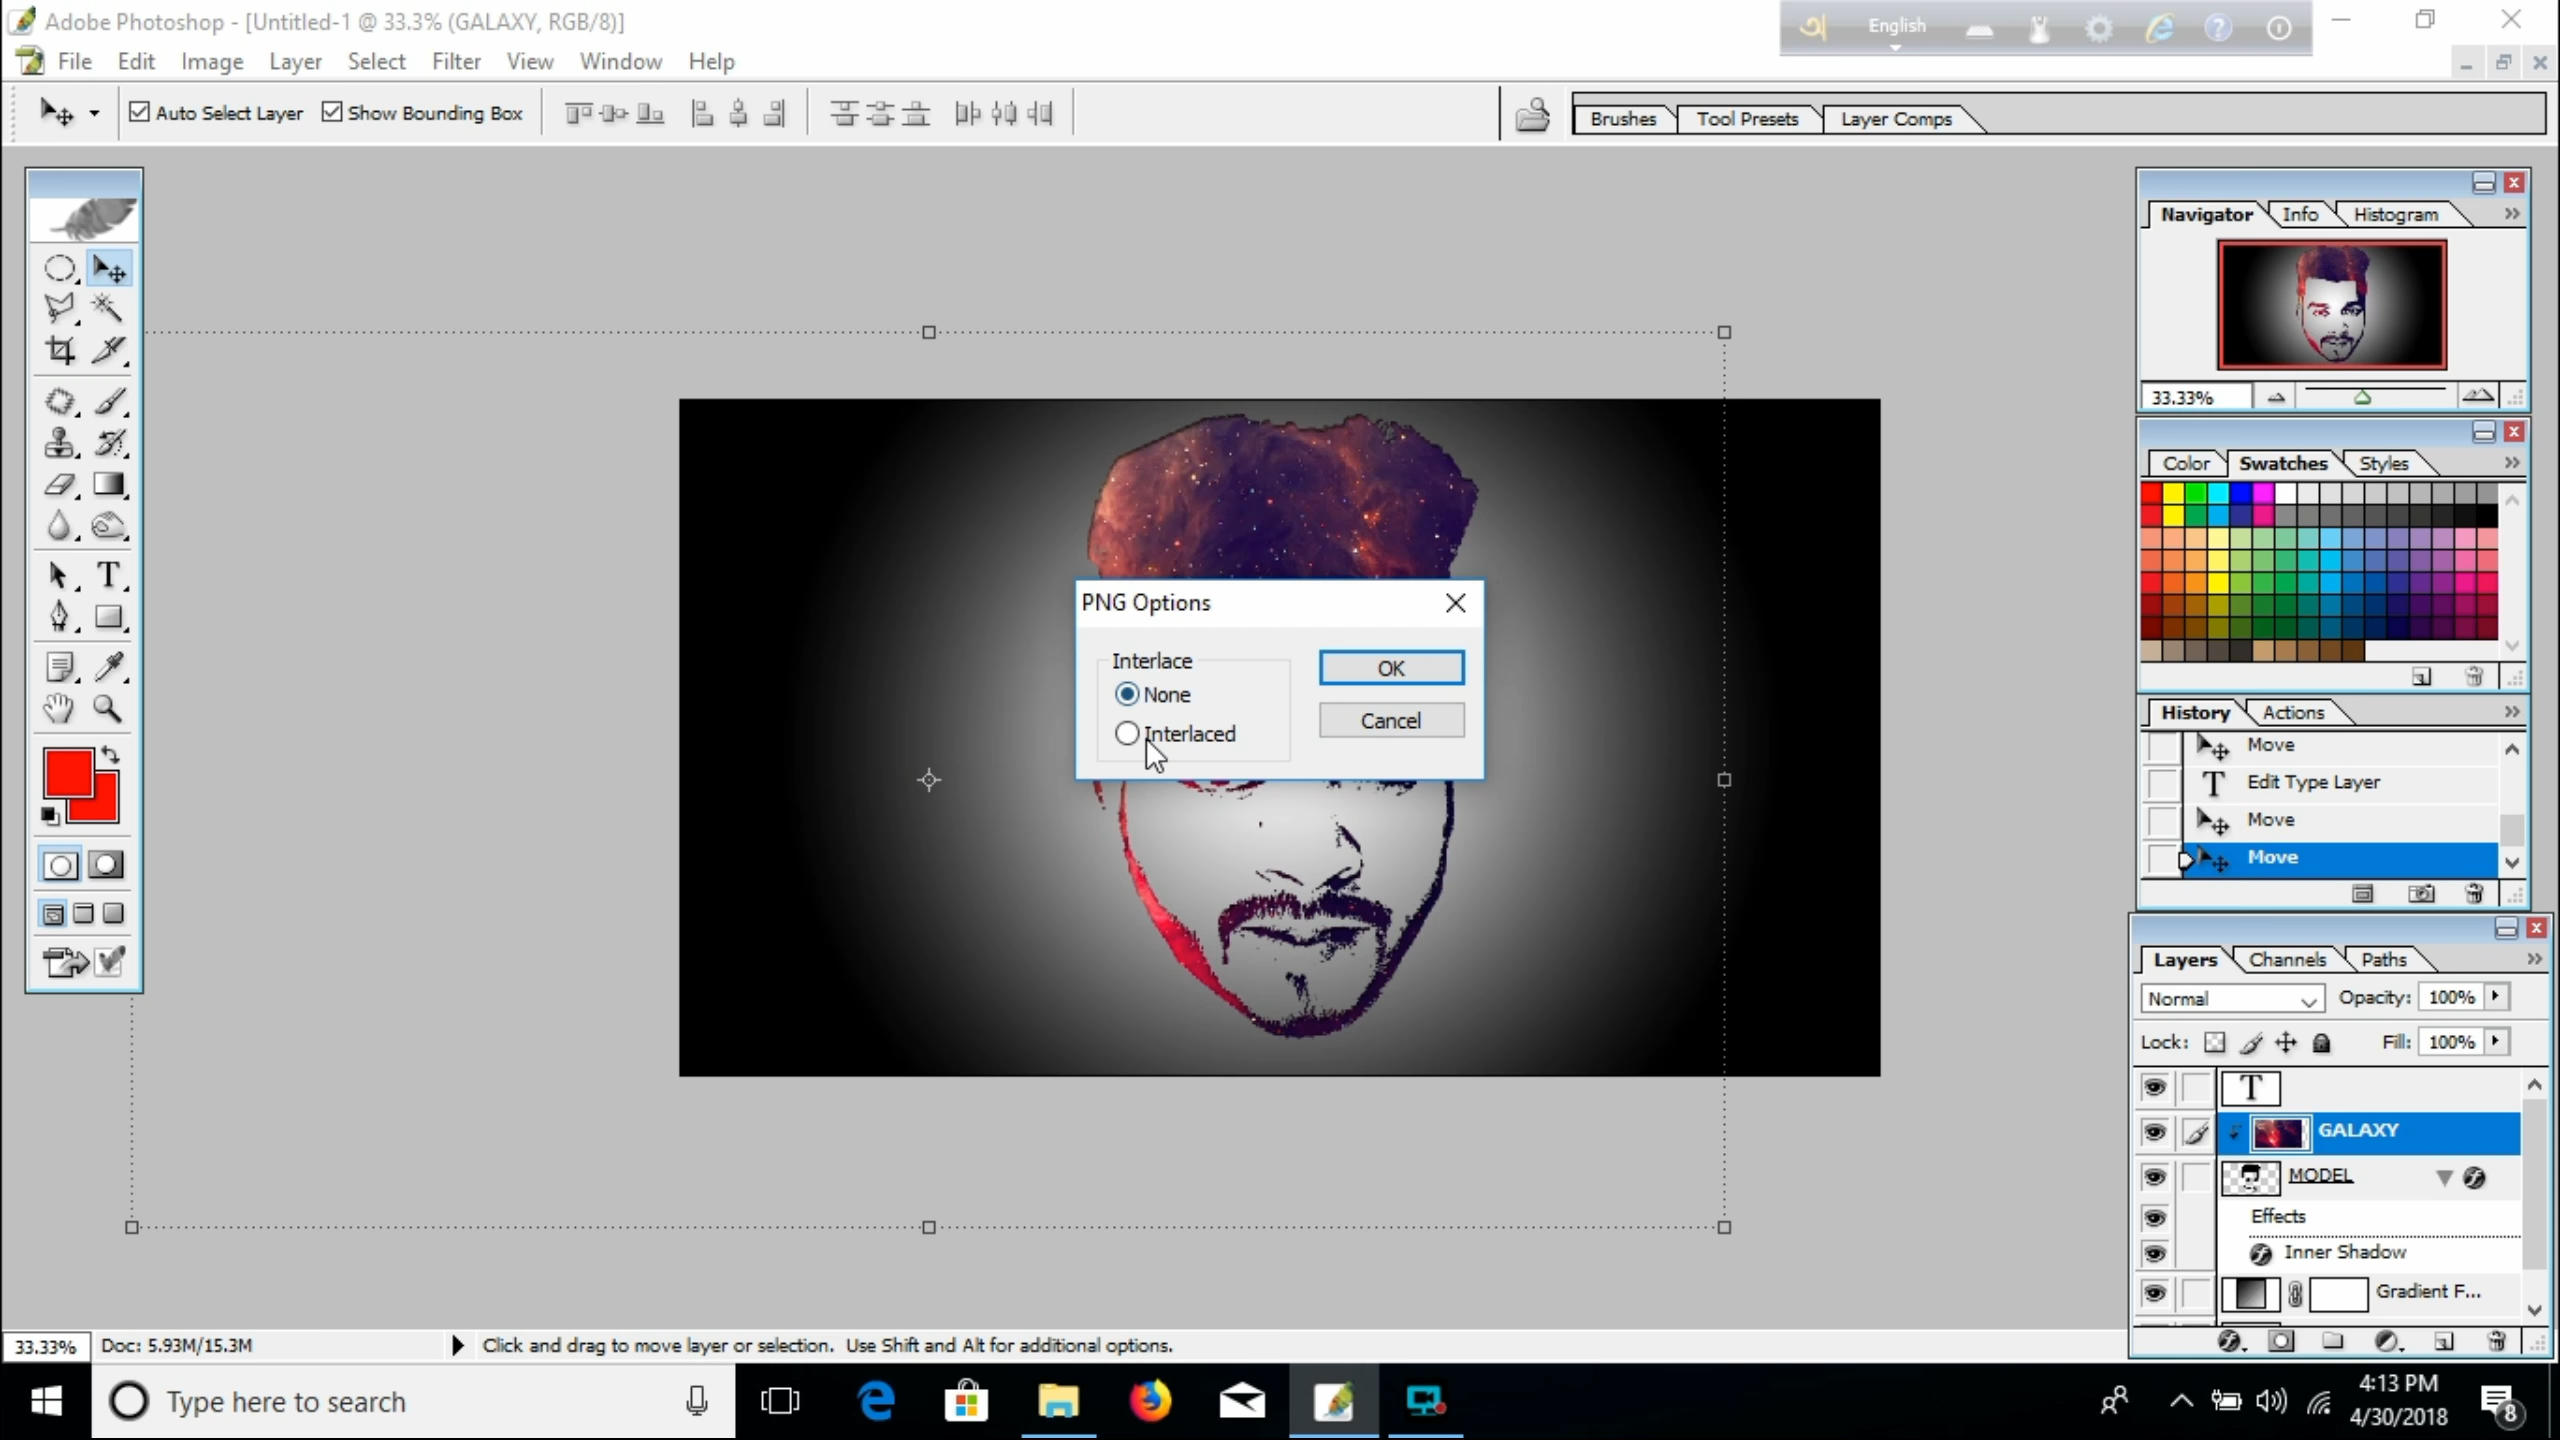 Adobe Photoshop - [Untitled-1 @ 33.3% (GALAXY, RGB/8)]
অ English
File Edit Image Layer Select Filter View Window Help
Auto Select Layer Show Bounding Box
Brushes Tool Presets Layer Comps
Navigator Info Histogram
33.33%
Color Swatches Styles
PNG Options
Interlace
None
Interlaced
OK
Cancel
History Actions
Move
Edit Type Layer
Move
Move
Layers Channels Paths
Normal Opacity: 100%
Lock: Fill: 100%
T
GALAXY
MODEL
Effects
Inner Shadow
Gradient F...
33.33% Doc: 5.93M/15.3M Click and drag to move layer or selection. Use Shift and Alt for additional options.
Type here to search
4:13 PM
4/30/2018
8